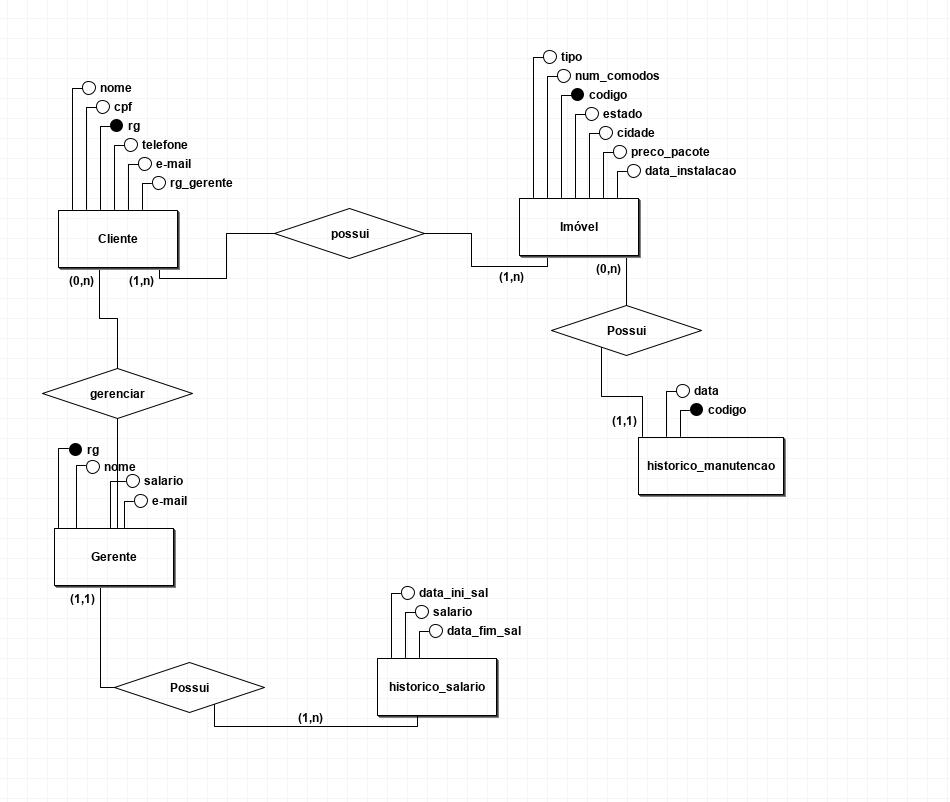 tipo
num_comodos
nome
codigo
cpf
estado
rg
cidade
telefone
preco_pacote
e-mail
data_instalacao
rg_gerente
Cliente
possui
Imóvel
(0,n)
(1,n)
(1,n)
(0,n)
Possui
gerenciar
data
codigo
(1,1)
rg
nome
historico_manutencao
salario
e-mail
Gerente
(1,1)
data_ini_sal
salario
data_fim_sal
Possui
historico_salario
(1,n)